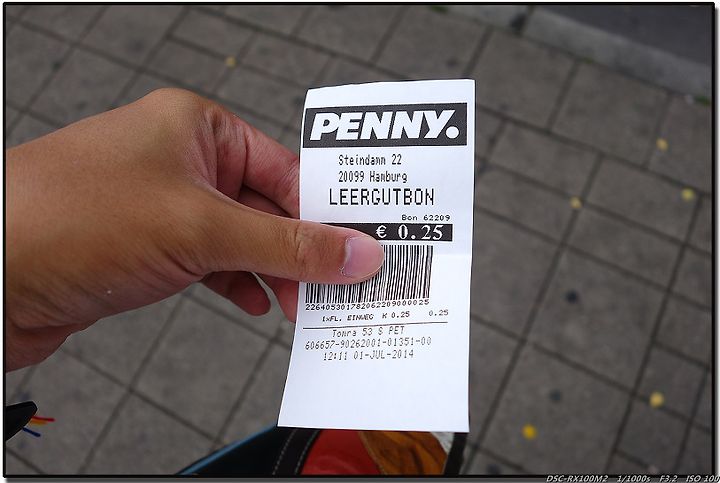 PENNY.
Steindamm 22
20099 Hamburg
LEERGUTBON
Bon 62209
€ 0.25
2264053017820622090000025
1xFL. EINWEG M 0.25 0.25
Tomra 53 S PET
606657-90262001-01351-00
12:11 01-JUL-2014
DSC-RX100M2 1/1000s F3.2 ISO 100